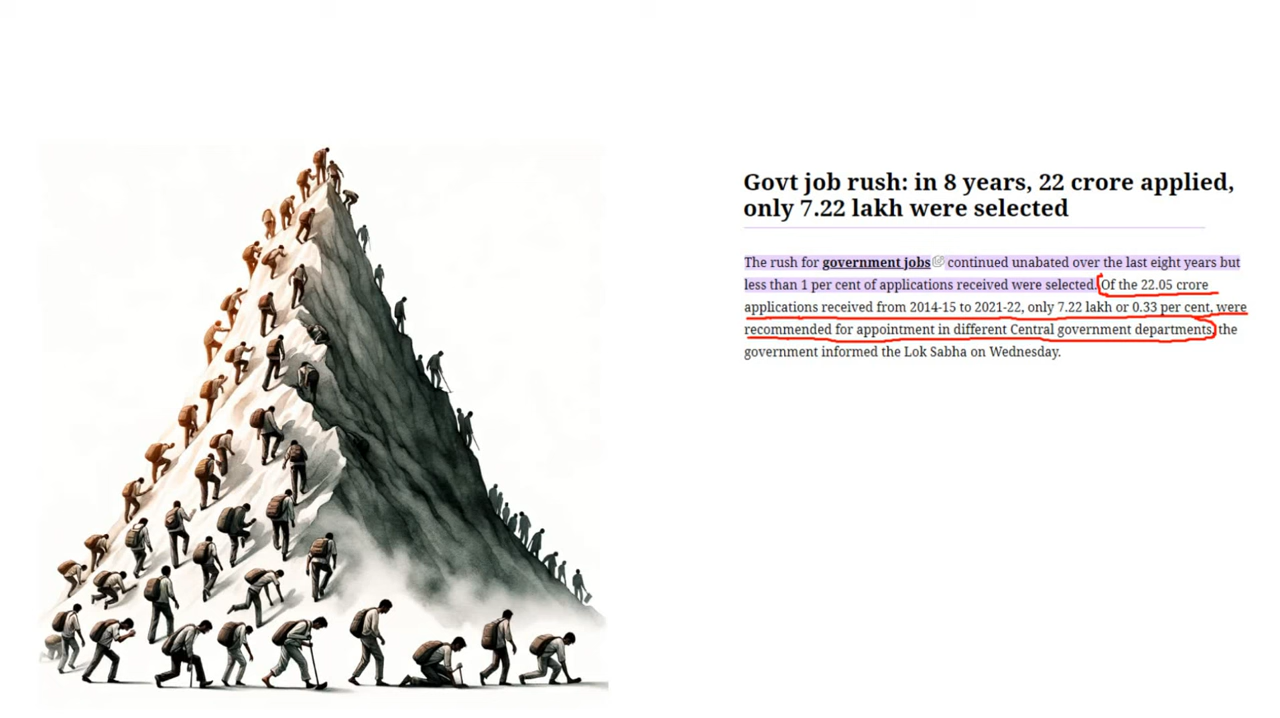 Govt job rush: in 8 years, 22 crore applied,
only 7.22 lakh were selected
The rush for government jobs continued unabated over the last eight years but
less than 1 per cent of applications received were selected. Of the 22.05 crore
applications received from 2014-15 to 2021-22, only 7.22 lakh or 0.33 per cent, were
recommended for appointment in different Central government departments, the
government informed the Lok Sabha on Wednesday.